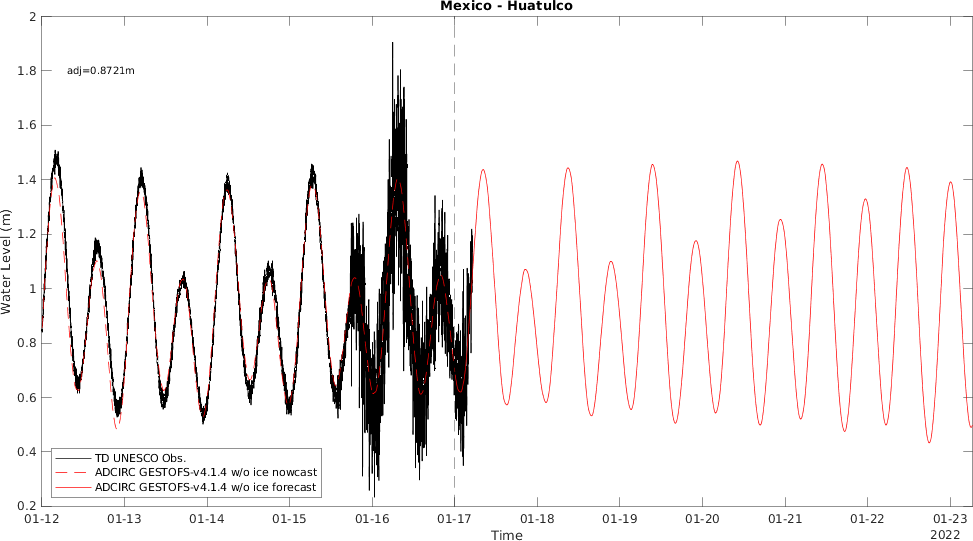 Mexico - Huatulco
2
1.8
1.6
1.4
1.2
1
0.8
0.6
0.4
0.2
Water Level (m)
adj=0.8721m
TD UNESCO Obs.
ADCIRC GESTOFS-v4.1.4 w/o ice nowcast
ADCIRC GESTOFS-v4.1.4 w/o ice forecast
01-12 01-13 01-14 01-15 01-16 01-17 01-18 01-19 01-20 01-21 01-22 01-23
2022
Time